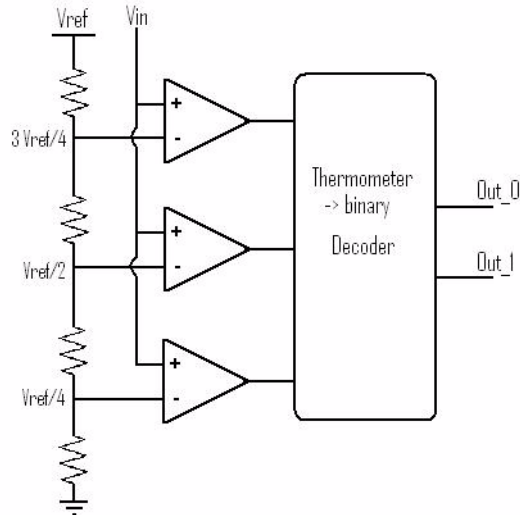 Vref
Vin
+
-
3 Vref/4
Thermometer
-> binary
Decoder
Out_0
+
-
Vref/2
Out_1
+
-
Vref/4